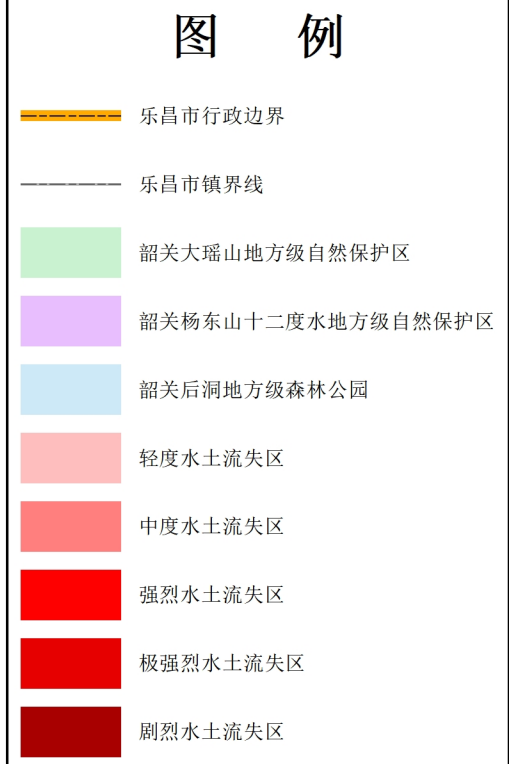 图 例
乐昌市行政边界
乐昌市镇界线
韶关大瑶山地方级自然保护区
韶关杨东山十二度水地方级自然保护区
韶关后洞地方级森林公园
轻度水土流失区
中度水土流失区
强烈水土流失区
极强烈水土流失区
剧烈水土流失区